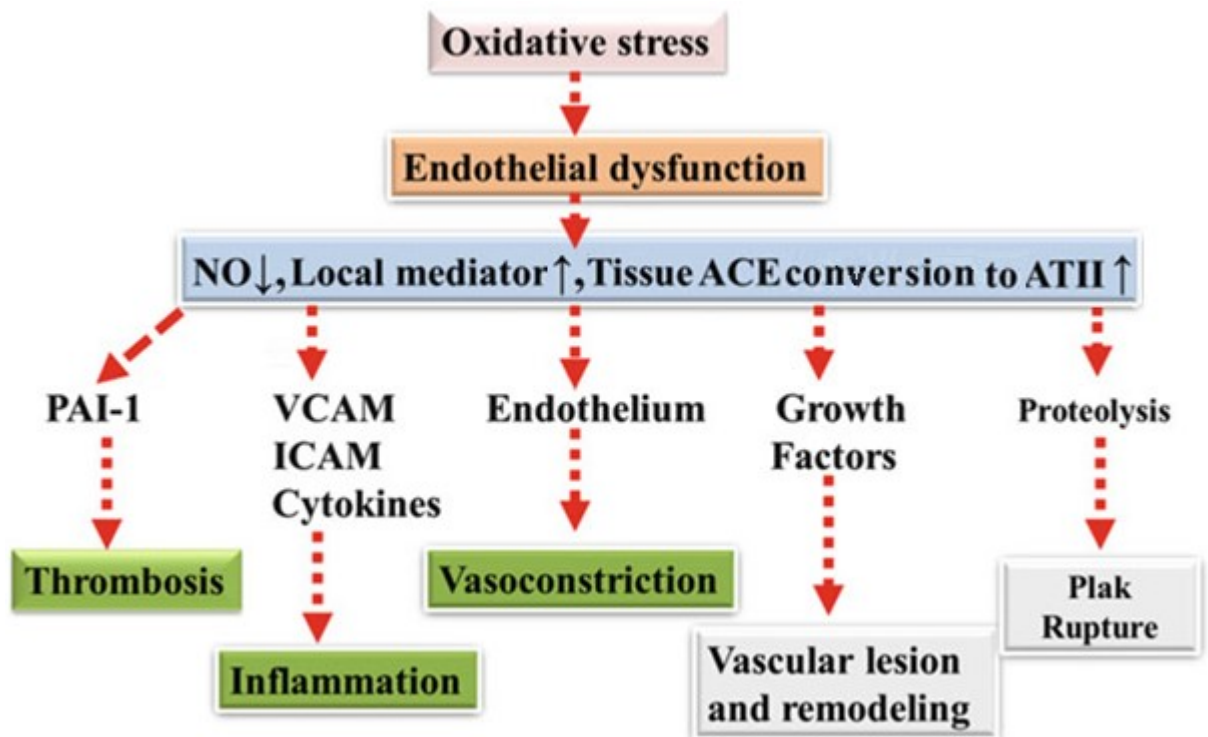 Oxidative stress
Endothelial dysfunction
NO↓, Local mediator↑, Tissue ACE conversion to ATII↑
PAI-1
VCAM
ICAM
Cytokines
Endothelium
Growth
Factors
Proteolysis
Thrombosis
Inflammation
Vasoconstriction
Vascular lesion
and remodeling
Plak
Rupture